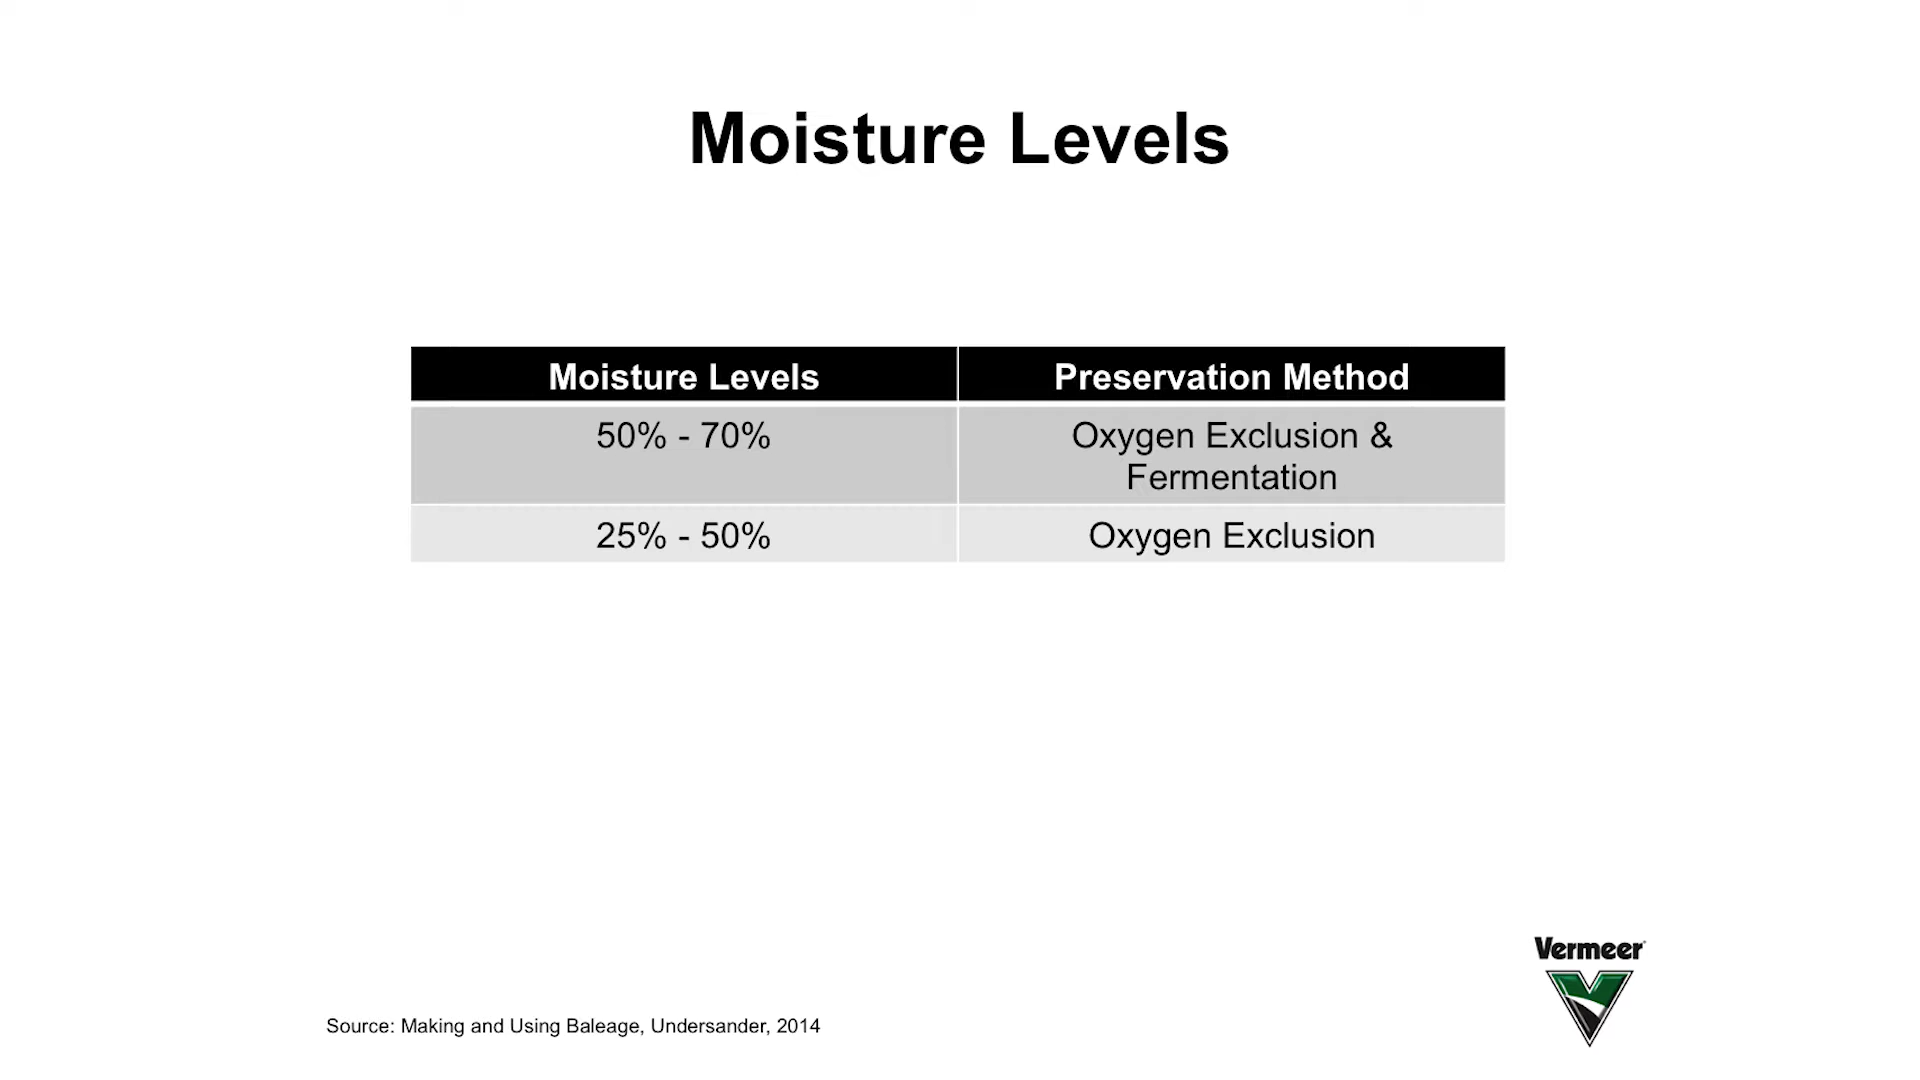 Moisture Levels
Moisture Levels Preservation Method
50% - 70% Oxygen Exclusion &
Fermentation
25% - 50% Oxygen Exclusion
Vermeer
Source: Making and Using Baleage, Undersander, 2014